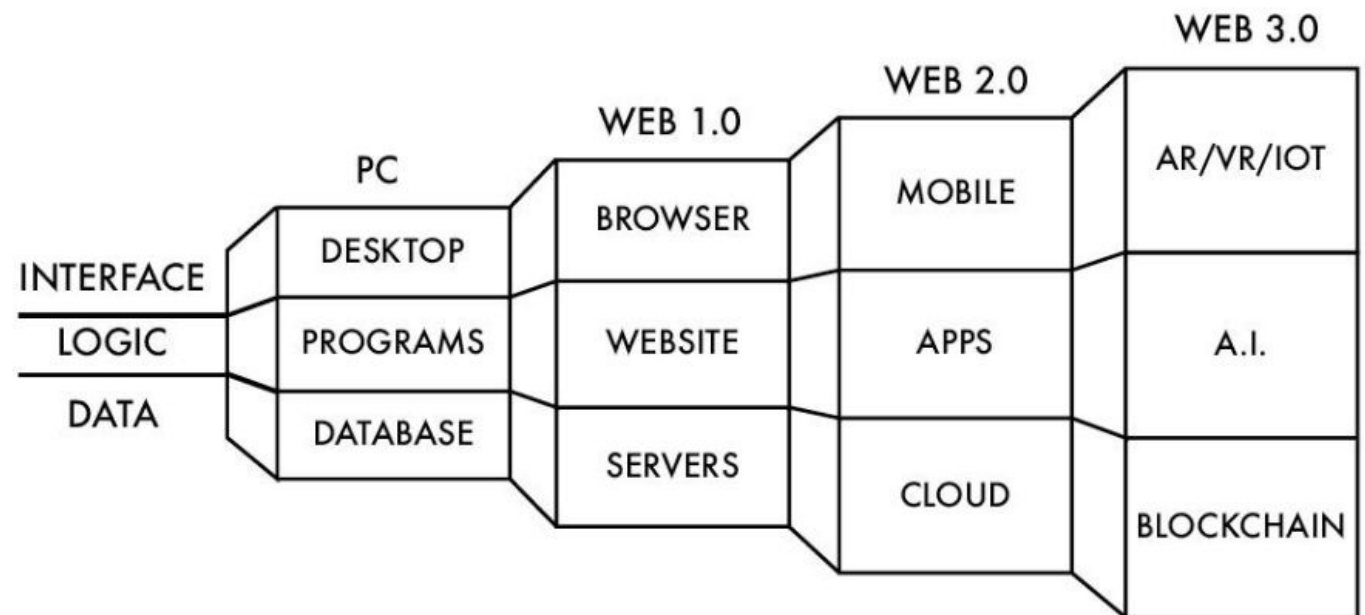 WEB 3.0
WEB 2.0
WEB 1.0
PC
INTERFACE
LOGIC
DATA
DESKTOP
PROGRAMS
DATABASE
BROWSER
WEBSITE
SERVERS
MOBILE
APPS
CLOUD
AR/VR/IOT
A.I.
BLOCKCHAIN